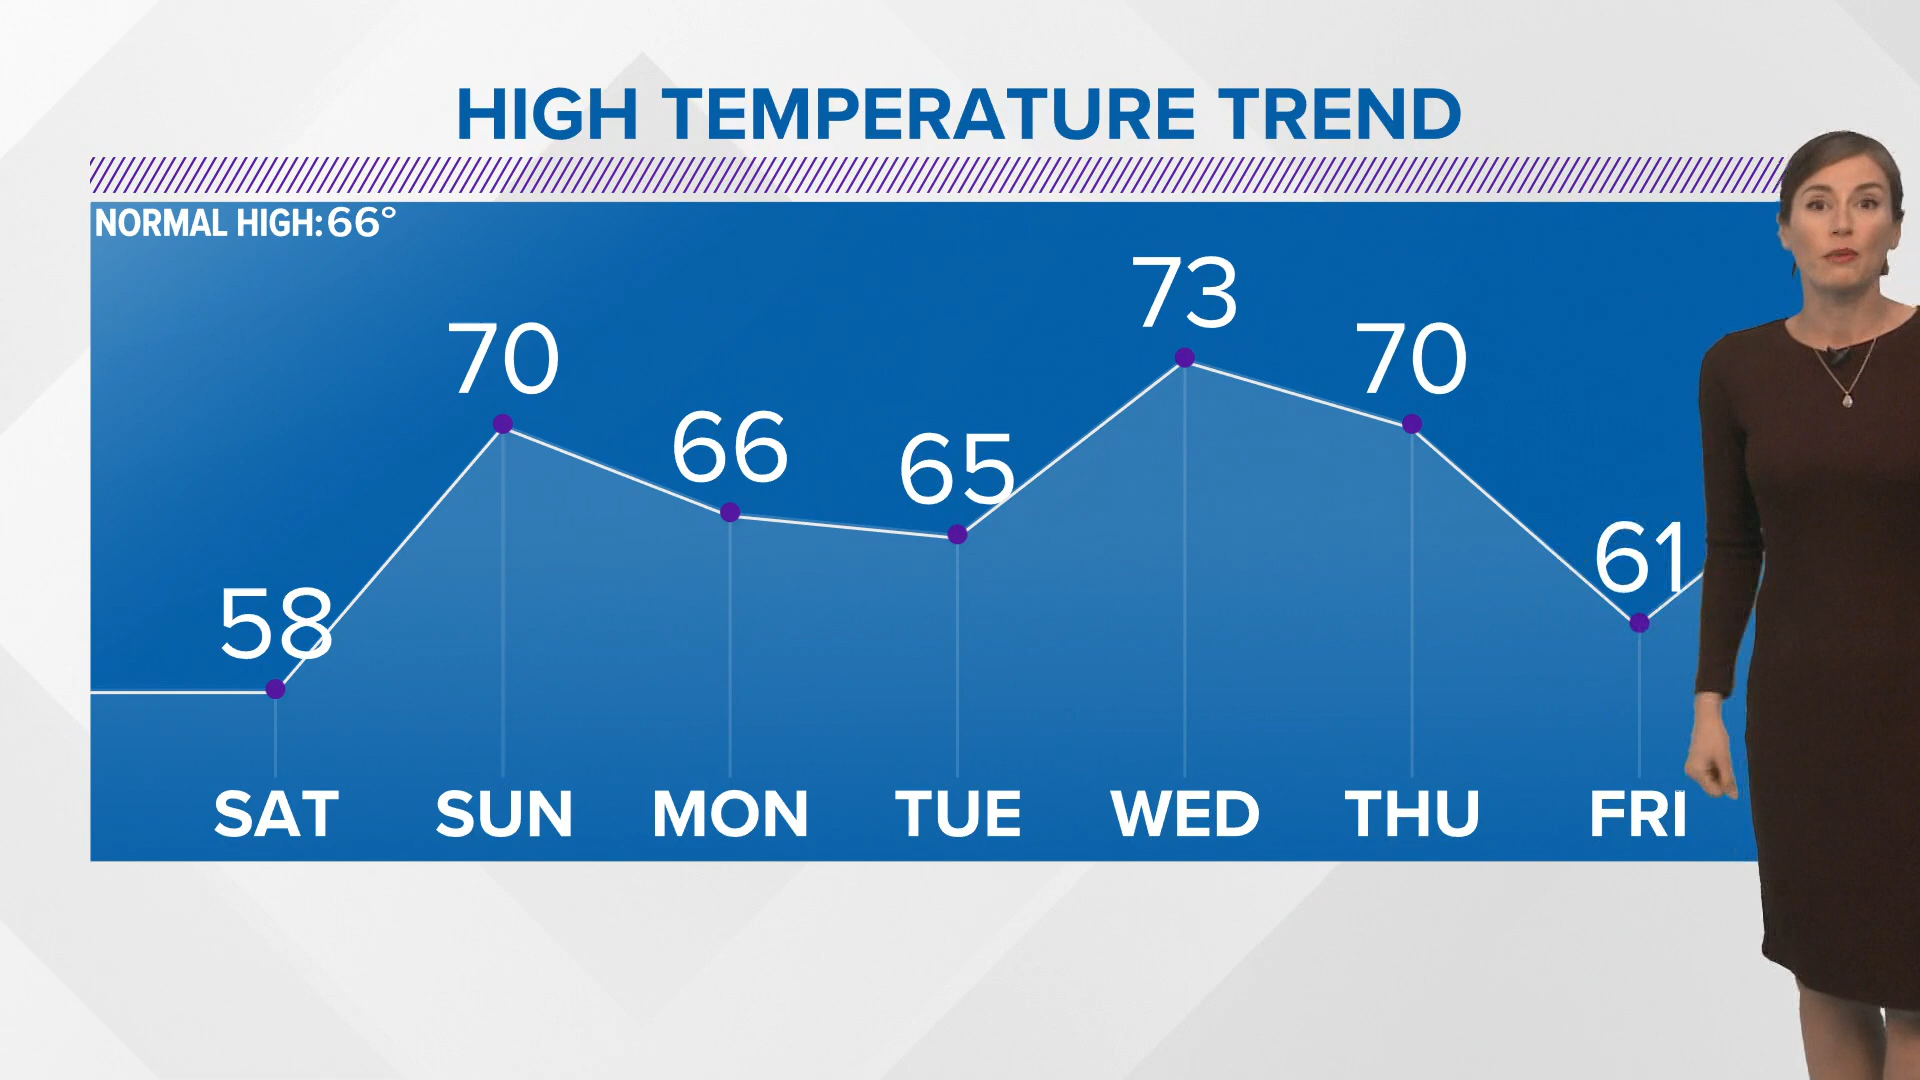 HIGH TEMPERATURE TREND
NORMAL HIGH: 66°
58 70 66 65 73 70 61
SAT SUN MON TUE WED THU FRI